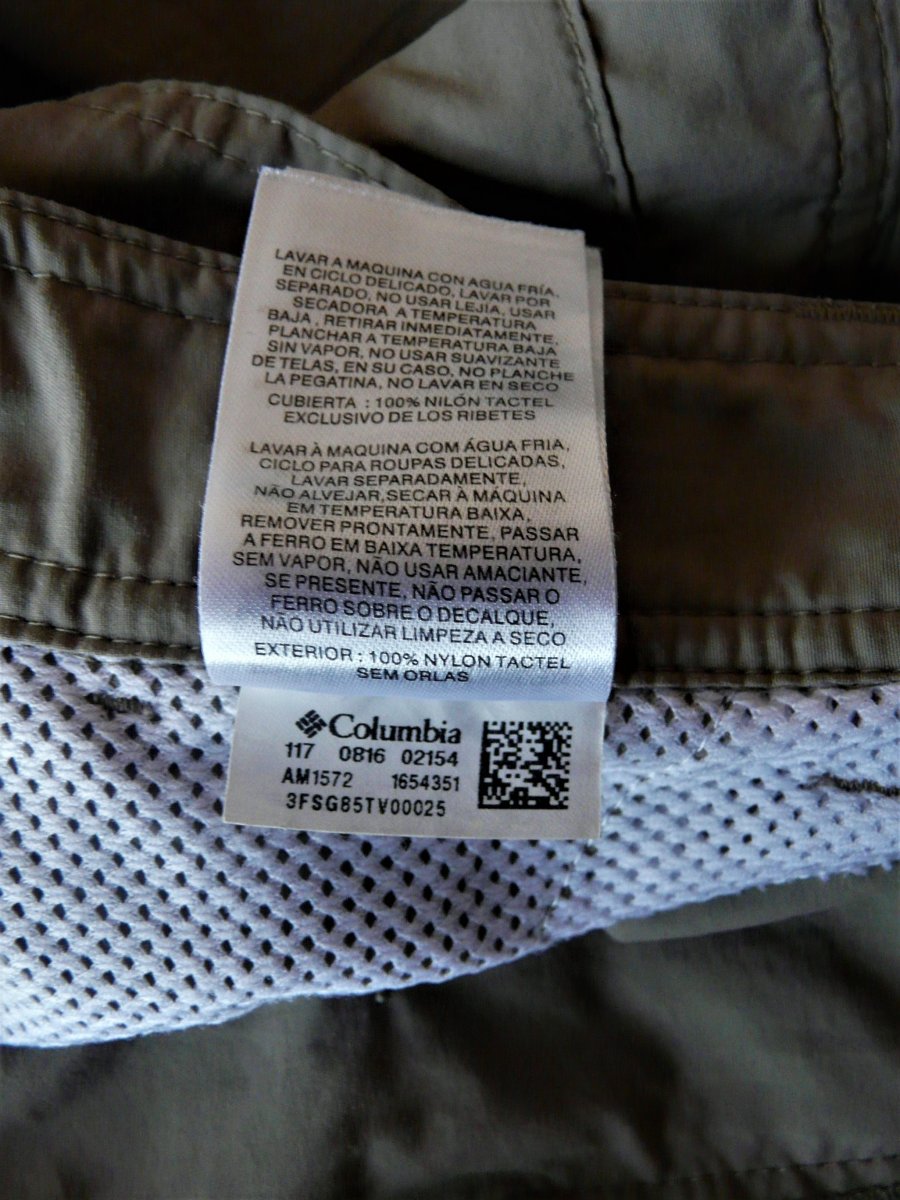 LAVAR A MAQUINA CON AGUA FRÍA,
EN CICLO DELICADO, LAVAR POR
SEPARADO, NO USAR LEJÍA, USAR
SECADORA A TEMPERATURA
BAJA , RETIRAR INMEDIATAMENTE,
PLANCHAR A TEMPERATURA BAJA
SIN VAPOR, NO USAR SUAVIZANTE
DE TELAS, EN SU CASO, NO PLANCHE
LA PEGATINA, NO LAVAR EN SECO
CUBIERTA : 100% NILÓN TACTEL
EXCLUSIVO DE LOS RIBETES
LAVAR À MAQUINA COM ÁGUA FRIA,
CICLO PARA ROUPAS DELICADAS,
LAVAR SEPARADAMENTE,
NÃO ALVEJAR,SECAR À MÁQUINA
EM TEMPERATURA BAIXA,
REMOVER PRONTAMENTE, PASSAR
A FERRO EM BAIXA TEMPERATURA,
SEM VAPOR, NÃO USAR AMACIANTE,
SE PRESENTE, NÃO PASSAR O
FERRO SOBRE O DECALQUE,
NÃO UTILIZAR LIMPEZA A SECO
EXTERIOR : 100% NYLON TACTEL
SEM ORLAS
Columbia
117 0816 02154
AM1572 1654351
3FSG85TV00025